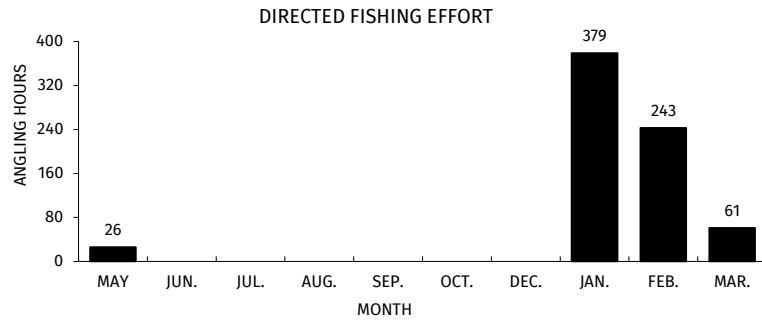 DIRECTED FISHING EFFORT
400
320
240
160
80
0
ANGLING HOURS
26
379
243
61
MAY JUN. JUL. AUG. SEP. OCT. DEC. JAN. FEB. MAR.
MONTH